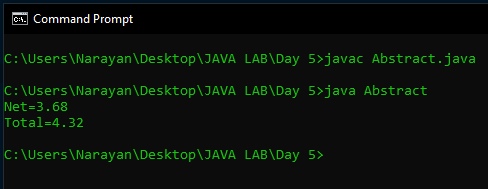 Command Prompt
C:\Users\Narayan\Desktop\JAVA LAB\Day 5>javac Abstract.java
C:\Users\Narayan\Desktop\JAVA LAB\Day 5>java Abstract
Net=3.68
Total=4.32
C:\Users\Narayan\Desktop\JAVA LAB\Day 5>